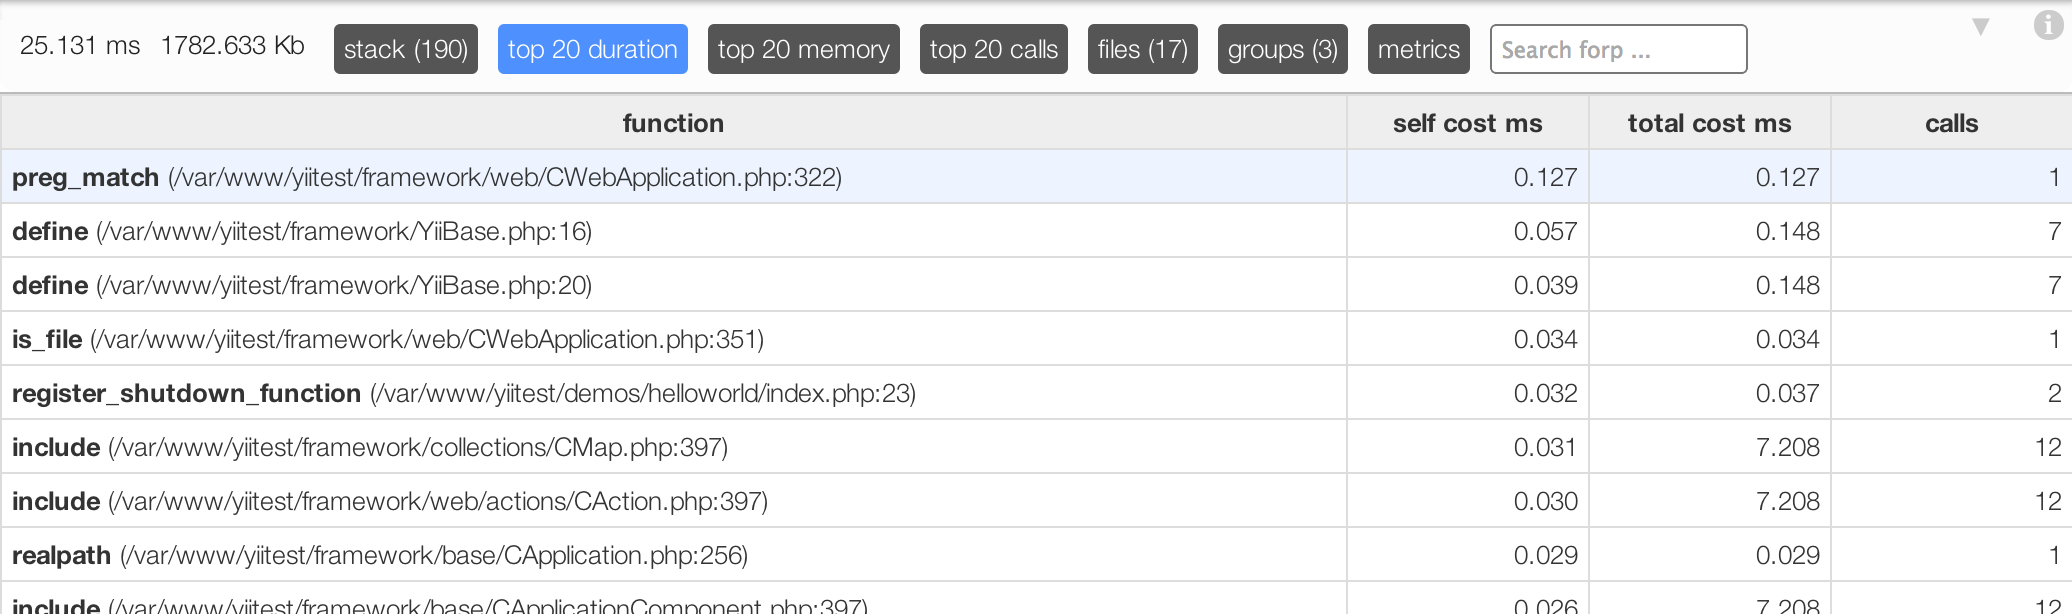 25.131 ms 1782.633 Kb stack (190) top 20 duration top 20 memory top 20 calls files (17) groups (3) metrics Search forp ...
function self cost ms total cost ms calls
preg_match (/var/www/yiitest/framework/web/CWebApplication.php:322) 0.127 0.127 1
define (/var/www/yiitest/framework/YiiBase.php:16) 0.057 0.148 7
define (/var/www/yiitest/framework/YiiBase.php:20) 0.039 0.148 7
is_file (/var/www/yiitest/framework/web/CWebApplication.php:351) 0.034 0.034 1
register_shutdown_function (/var/www/yiitest/demos/helloworld/index.php:23) 0.032 0.037 2
include (/var/www/yiitest/framework/collections/CMap.php:397) 0.031 7.208 12
include (/var/www/yiitest/framework/web/actions/CAction.php:397) 0.030 7.208 12
realpath (/var/www/yiitest/framework/base/CApplication.php:256) 0.029 0.029 1
include (/var/www/yiitest/framework/base/CApplicationComponent.php:397) 0.026 7.208 12